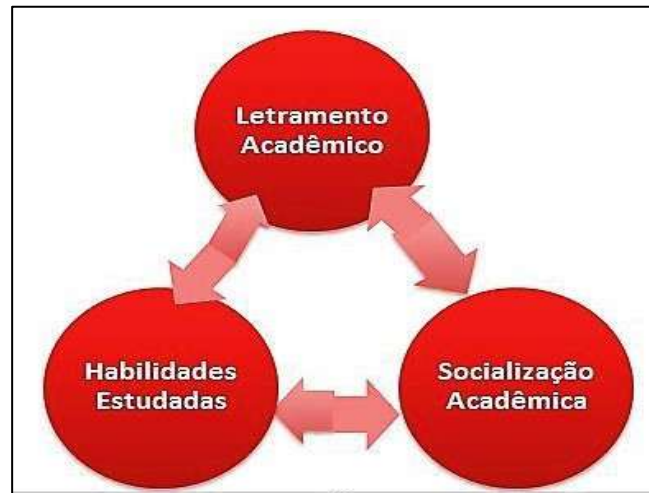 Letramento
Acadêmico
Habilidades
Estudadas
Socialização
Acadêmica